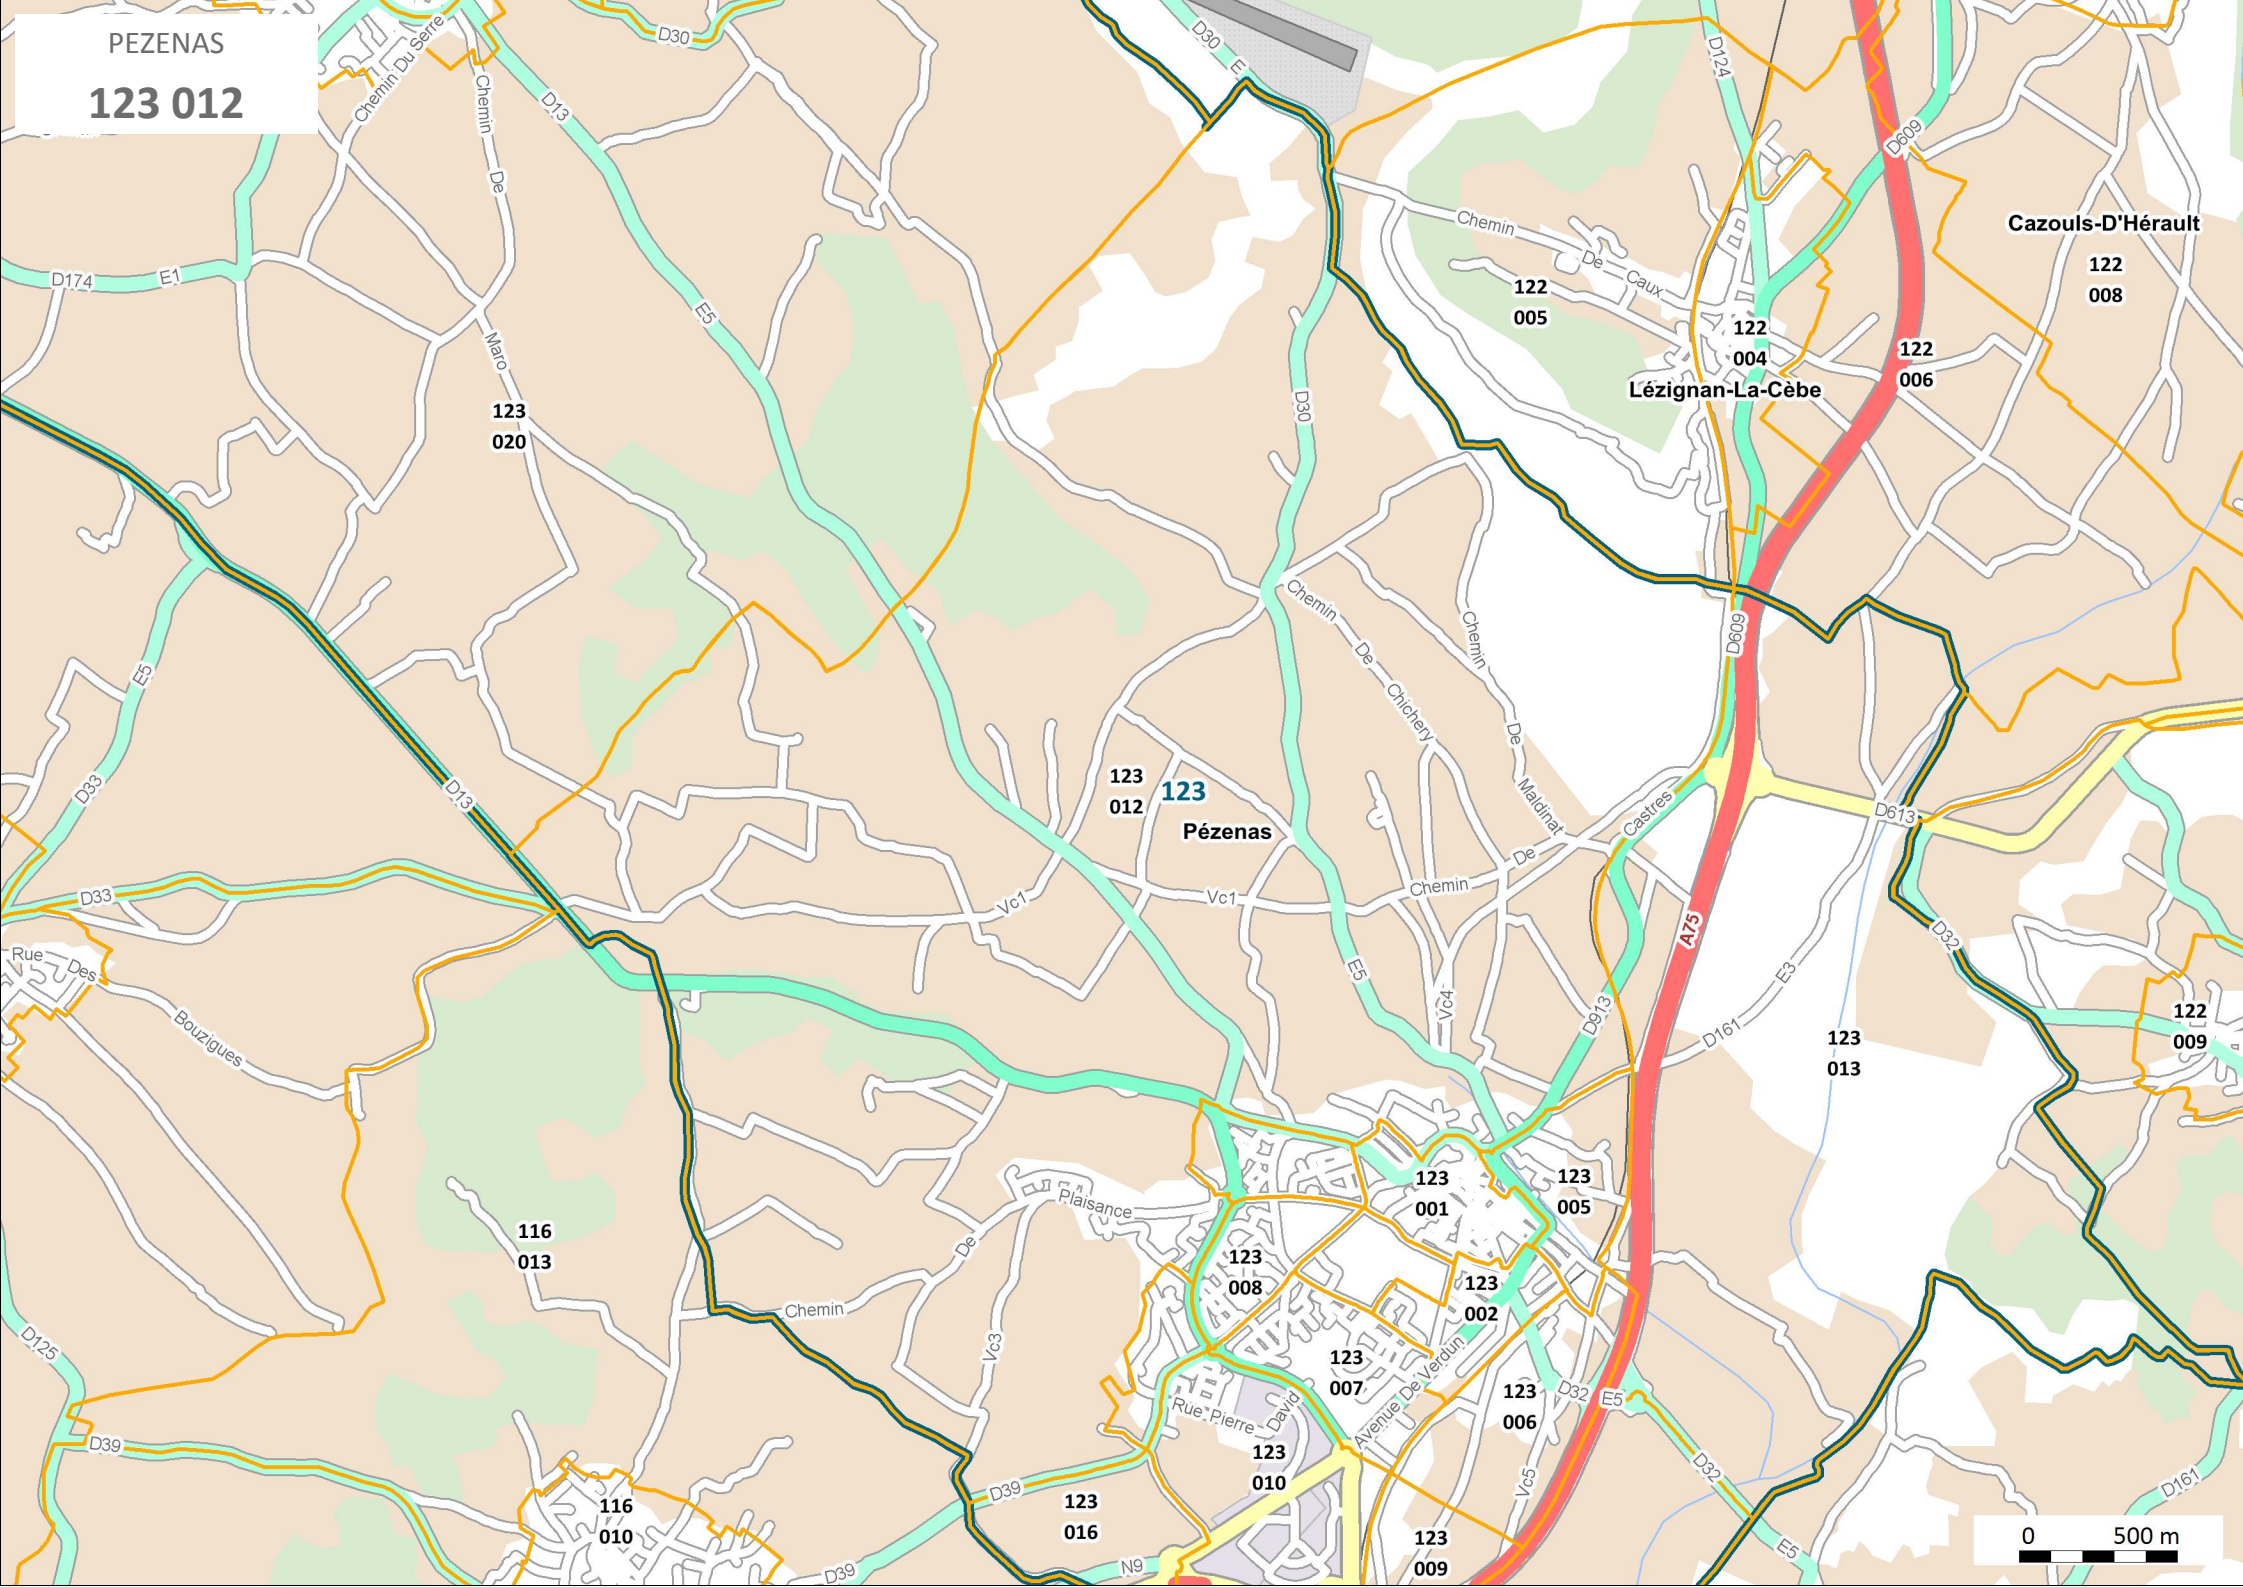 PEZENAS
123 012
Chemin Du Serre
D30
D30
E
D124
Chemin
De
D13
D609
Cazouls-D'Hérault
122
008
Chemin
De
Caux
D174
E1
E5
Maro
122
005
122
004
122
006
Lézignan-La-Cèbe
D30
123
020
Chemin
De
Chichery
Chemin
De
Maldinat
D609
E5
D33
D13
123
012
123
Pézenas
Castres
D613
De
Chemin
Vc1
Vc1
D33
A75
D32
Rue
Des
Bouzigues
E5
Vc4
D913
E3
D161
122
009
123
013
123
001
123
005
Plaisance
De
116
013
123
008
123
002
Chemin
Vc3
D125
123
007
Avenue De Verdun
Rue Pierre
David
123
006
D32
E5
D39
123
010
D32
Vc5
D161
D39
123
016
116
010
123
009
N9
D39
E5
0
500 m